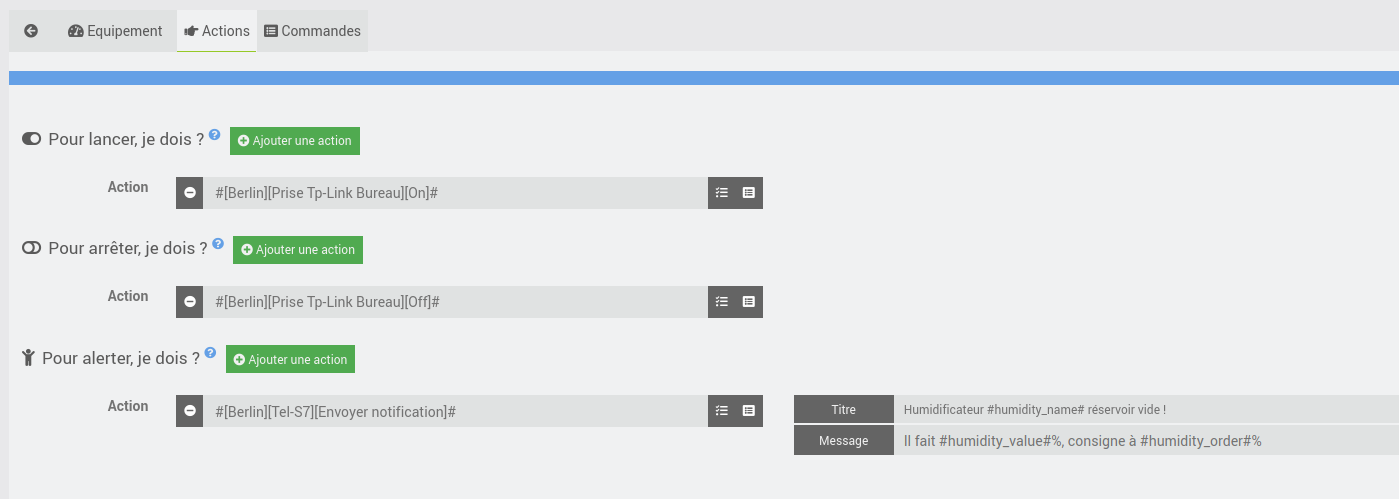 Equipement Actions Commandes
Pour lancer, je dois ? ? Ajouter une action
Action #[Berlin][Prise Tp-Link Bureau][On]#
Pour arrêter, je dois ? ? Ajouter une action
Action #[Berlin][Prise Tp-Link Bureau][Off]#
Pour alerter, je dois ? ? Ajouter une action
Action #[Berlin][Tel-S7][Envoyer notification]# Titre Humidificateur #humidity_name# réservoir vide !
Message Il fait #humidity_value#%, consigne à #humidity_order#%